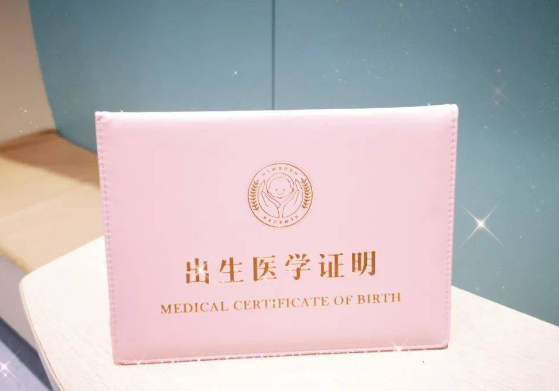 出生医学证明
MEDICAL CERTIFICATE OF BIRTH